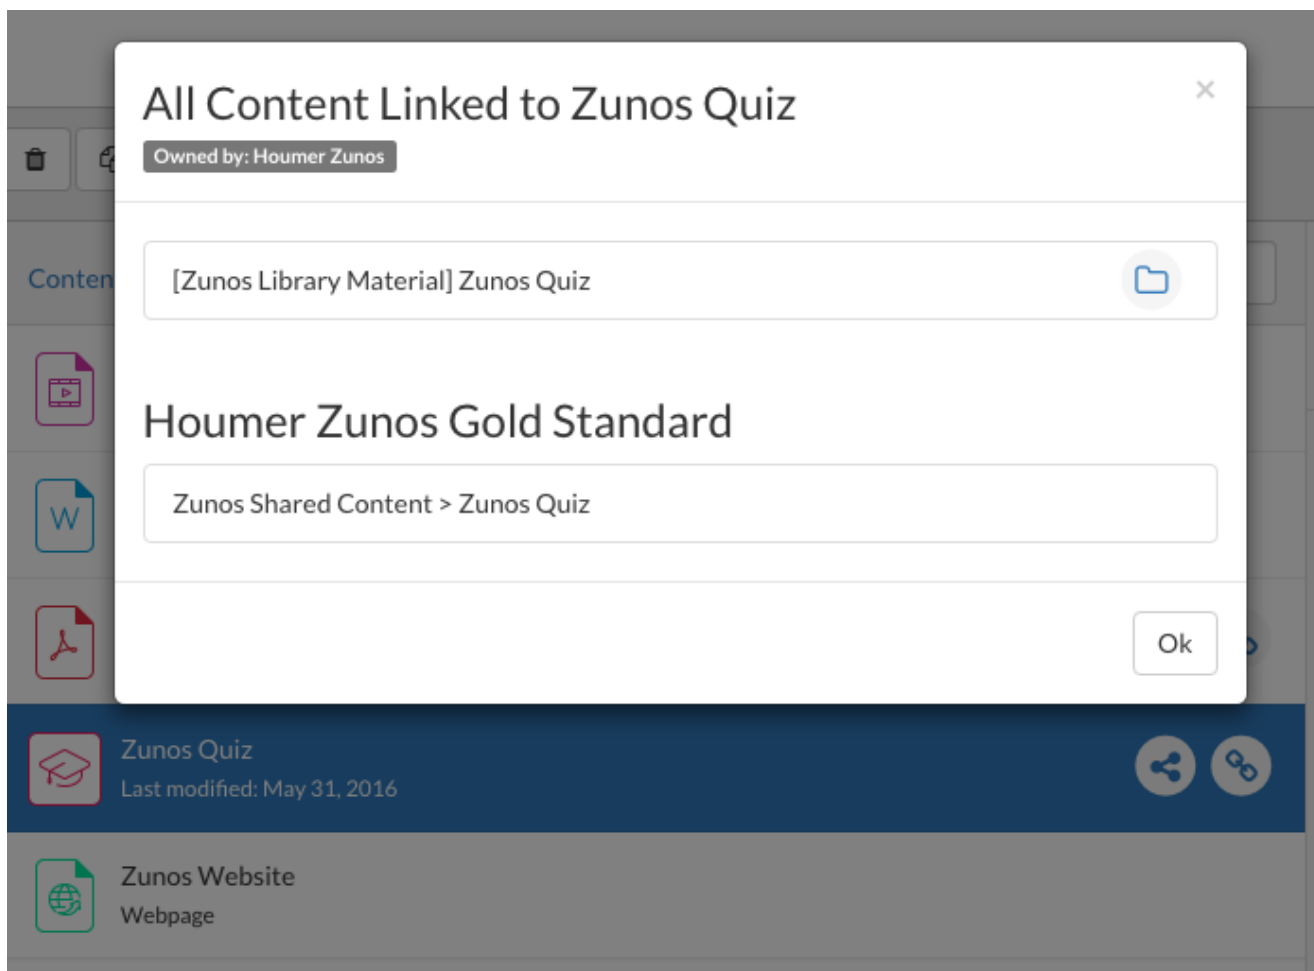 All Content Linked to Zunos Quiz
×
Owned by: Houmer Zunos
Conten
[Zunos Library Material] Zunos Quiz
Houmer Zunos Gold Standard
W
Zunos Shared Content > Zunos Quiz
Ok
Zunos Quiz
Last modified: May 31, 2016
Zunos Website
Webpage